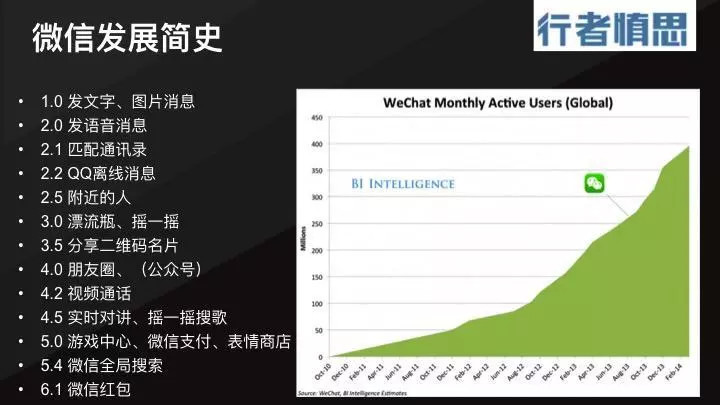 微信发展简史
行者慎思
• 1.0 发文字、图片消息
• 2.0 发语音消息
• 2.1 匹配通讯录
• 2.2 QQ离线消息
• 2.5 附近的人
• 3.0 漂流瓶、摇一摇
• 3.5 分享二维码名片
• 4.0 朋友圈、（公众号）
• 4.2 视频通话
• 4.5 实时对讲、摇一摇搜歌
• 5.0 游戏中心、微信支付、表情商店
• 5.4 微信全局搜索
• 6.1 微信红包
WeChat Monthly Active Users (Global)
BI INTELLIGENCE
Millions
450
400
350
300
250
200
150
100
50
0
Oct-10
Dec-10
Feb-11
Apr-11
Jun-11
Aug-11
Oct-11
Dec-11
Feb-12
Apr-12
Jun-12
Aug-12
Oct-12
Dec-12
Feb-13
Apr-13
Jun-13
Aug-13
Oct-13
Dec-13
Feb-14
Source: WeChat, BI Intelligence Estimates